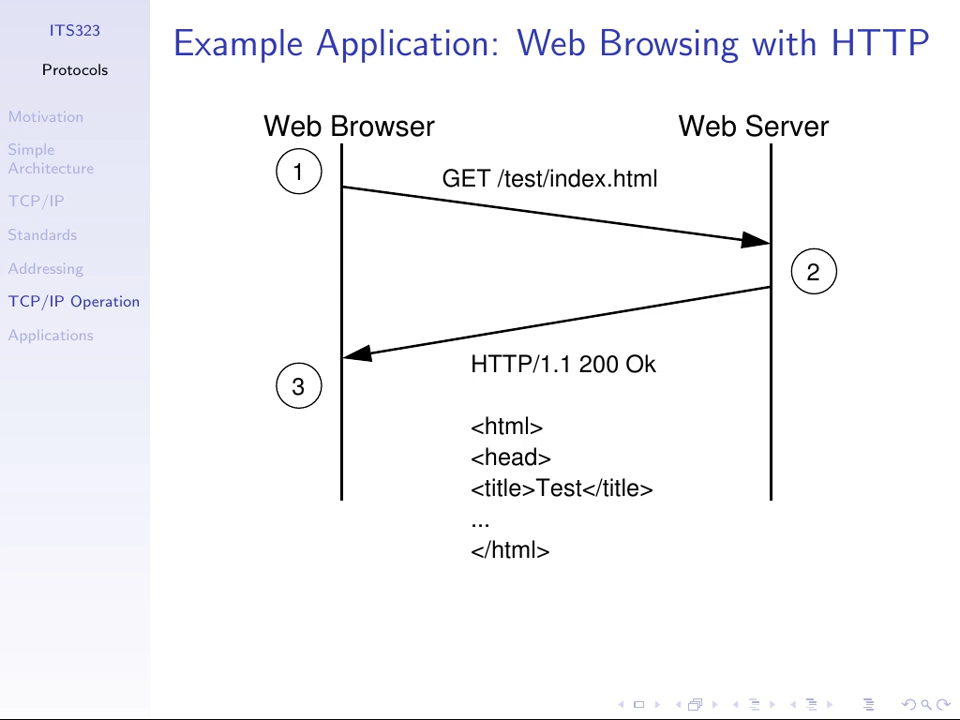 ITS323
Protocols
Motivation
Simple
Architecture
TCP/IP
Standards
Addressing
TCP/IP Operation
Applications
Example Application: Web Browsing with HTTP
Web Browser
Web Server
1
GET /test/index.html
2
HTTP/1.1 200 Ok
3
<html>
<head>
<title>Test</title>
...
</html>